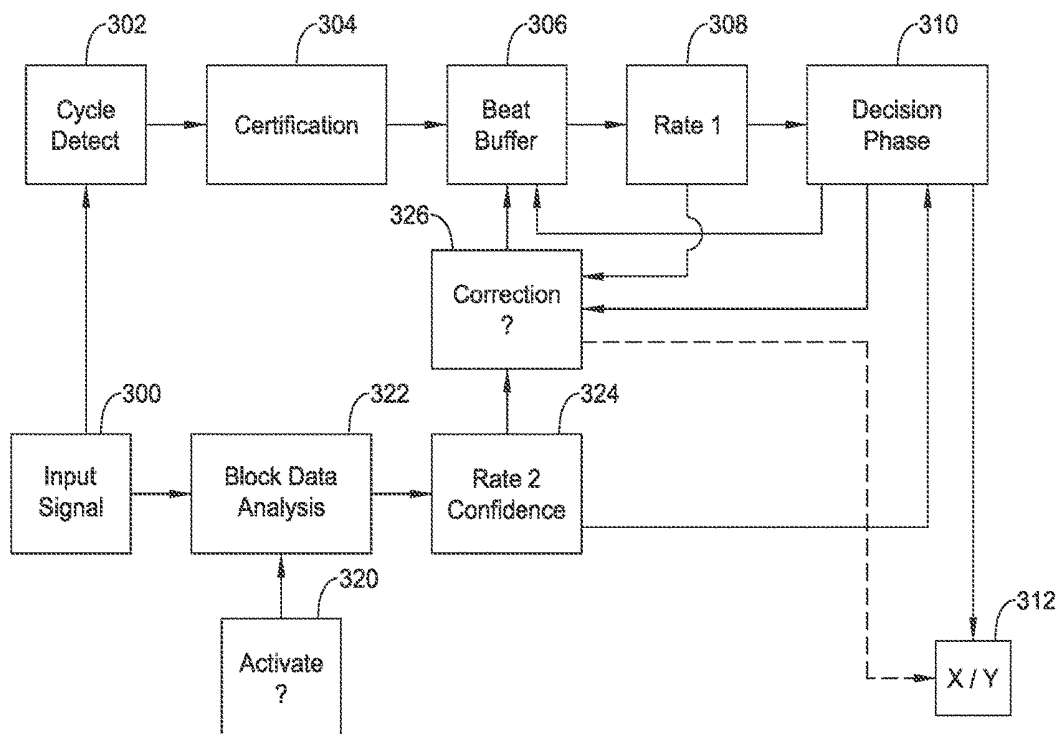 302
304
306
308
310
Cycle
Detect
Certification
Beat
Buffer
Rate 1
Decision
Phase
326
Correction
?
300
322
324
Input
Signal
Block Data
Analysis
Rate 2
Confidence
320
Activate
?
312
X / Y